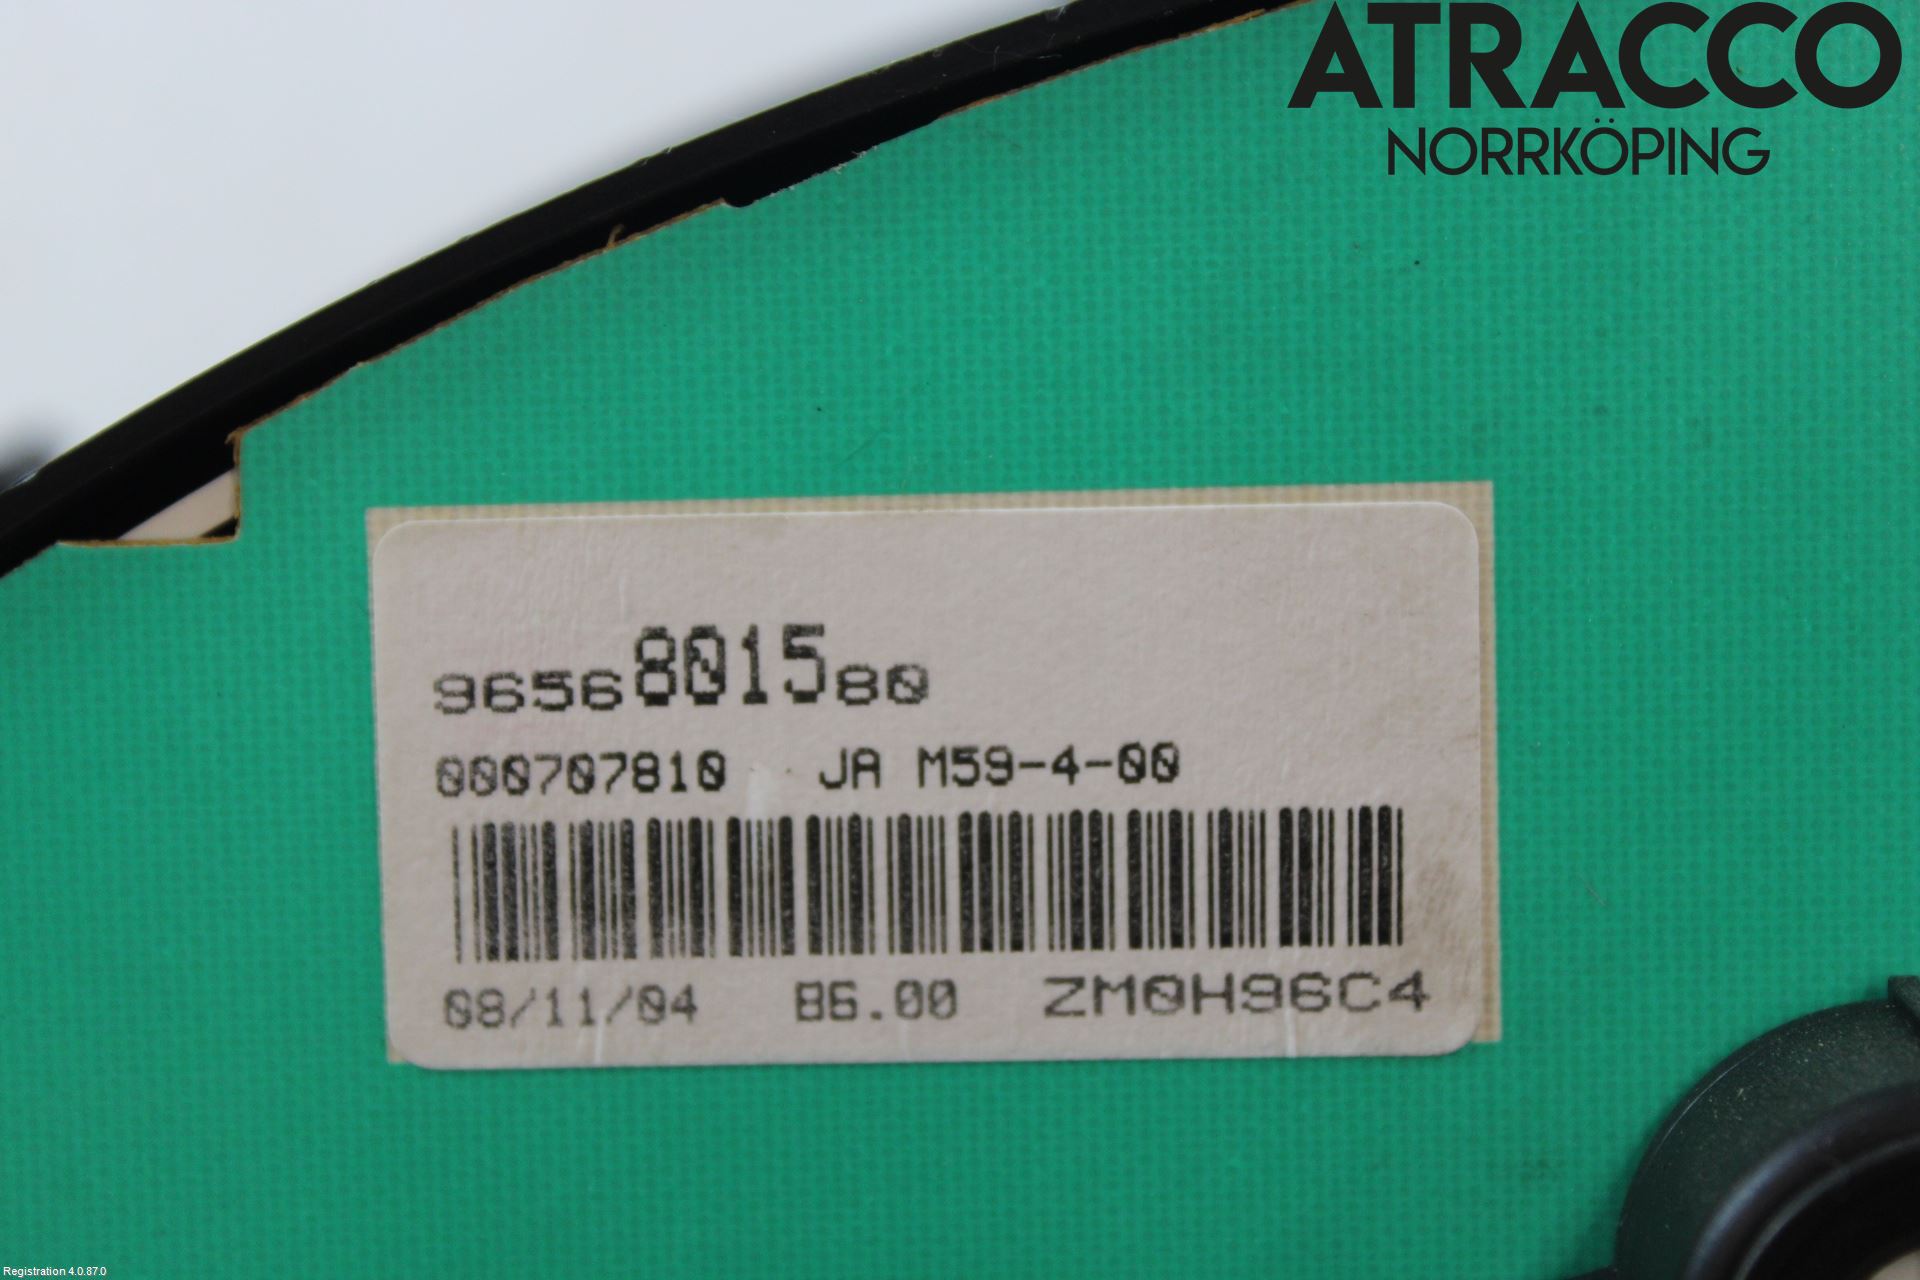 ATRACCO
NORRKÖPING
9656801580
000707810 JA M59-4-00
08/11/04 B6.00 ZM0H96C4
Registration 4.0.87.0